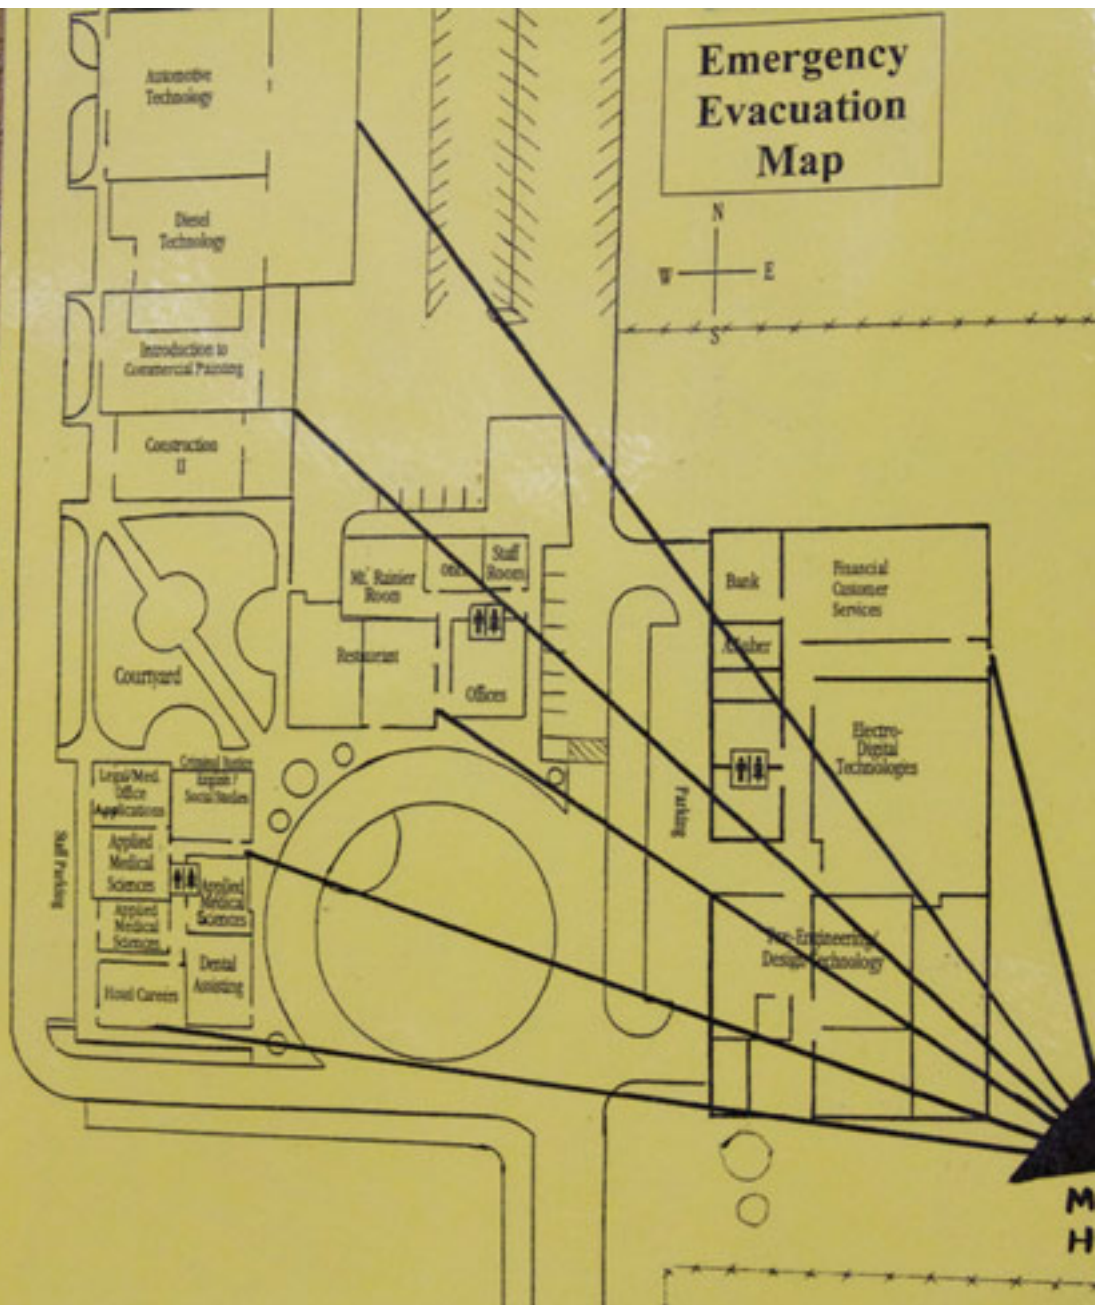 Emergency
Evacuation
Map
N
W
E
S
Automotive
Technology
Diesel
Technology
Introduction to
Commercial Painting
Construction
II
Mt. Rainier
Room
Staff
Room
Restaurant
Offices
Courtyard
Bank
Financial
Customer
Services
Electro-
Digital
Technologies
Parking
Legal/Med.
Office
Applications
Criminal Justice
English /
Social Studies
Applied
Medical
Sciences
Applied
Medical
Sciences
Applied
Medical
Sciences
Dental
Assisting
Hotel Careers
Staff Parking
Pre-Engineering/
Design Technology
M
H